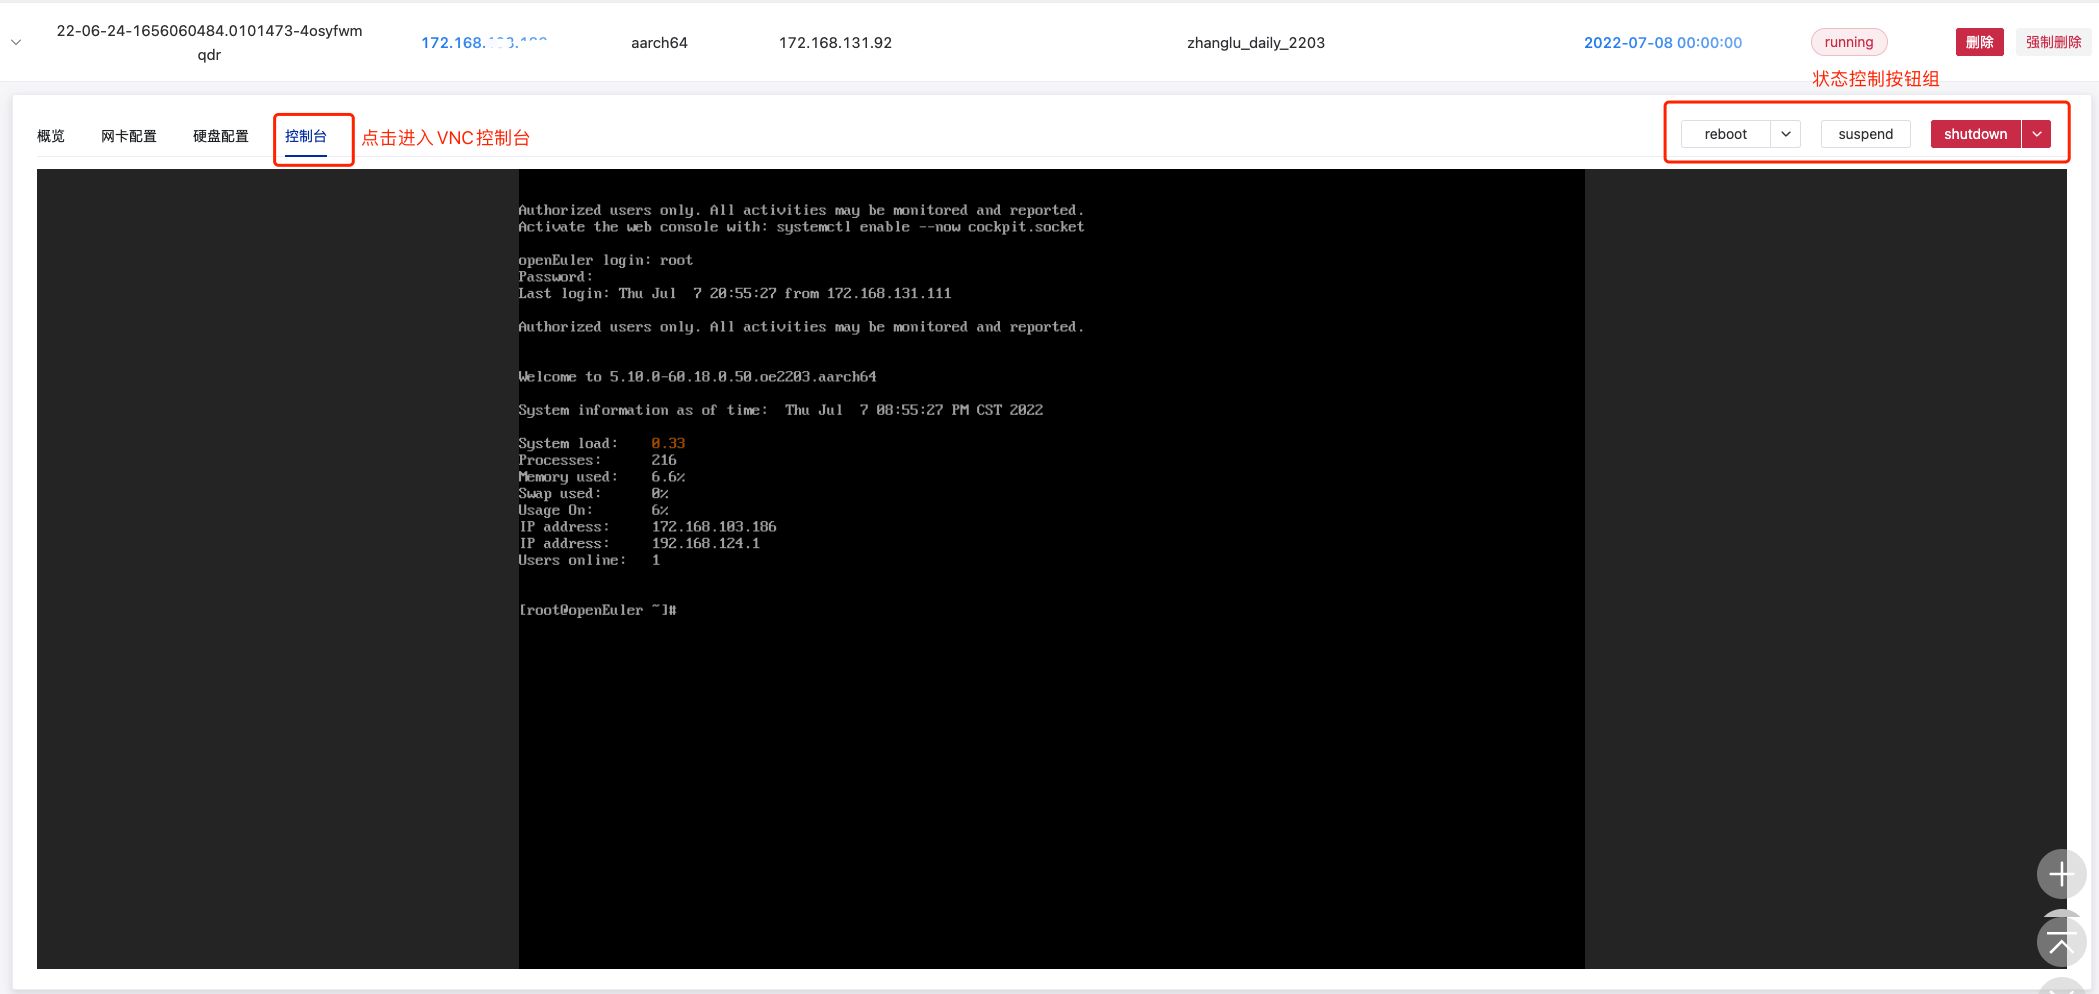 22-06-24-1656060484.0101473-4osyfwm
qdr
172.168.
aarch64
172.168.131.92
zhanglu_daily_2203
2022-07-08 00:00:00
running
删除
强制删除
状态控制按钮组
概览
网卡配置
硬盘配置
控制台
点击进入VNC控制台
reboot
suspend
shutdown
Authorized users only. All activities may be monitored and reported.
Activate the web console with: systemctl enable --now cockpit.socket
openEuler login: root
Password:
Last login: Thu Jul  7 20:55:27 from 172.168.131.111
Authorized users only. All activities may be monitored and reported.
Welcome to 5.10.0-60.18.0.50.oe2203.aarch64
System information as of time:  Thu Jul  7 08:55:27 PM CST 2022
System load:    0.33
Processes:      216
Memory used:    6.6%
Swap used:      0%
Usage On:       6%
IP address:     172.168.103.186
IP address:     192.168.124.1
Users online:   1
[root@openEuler ~]#